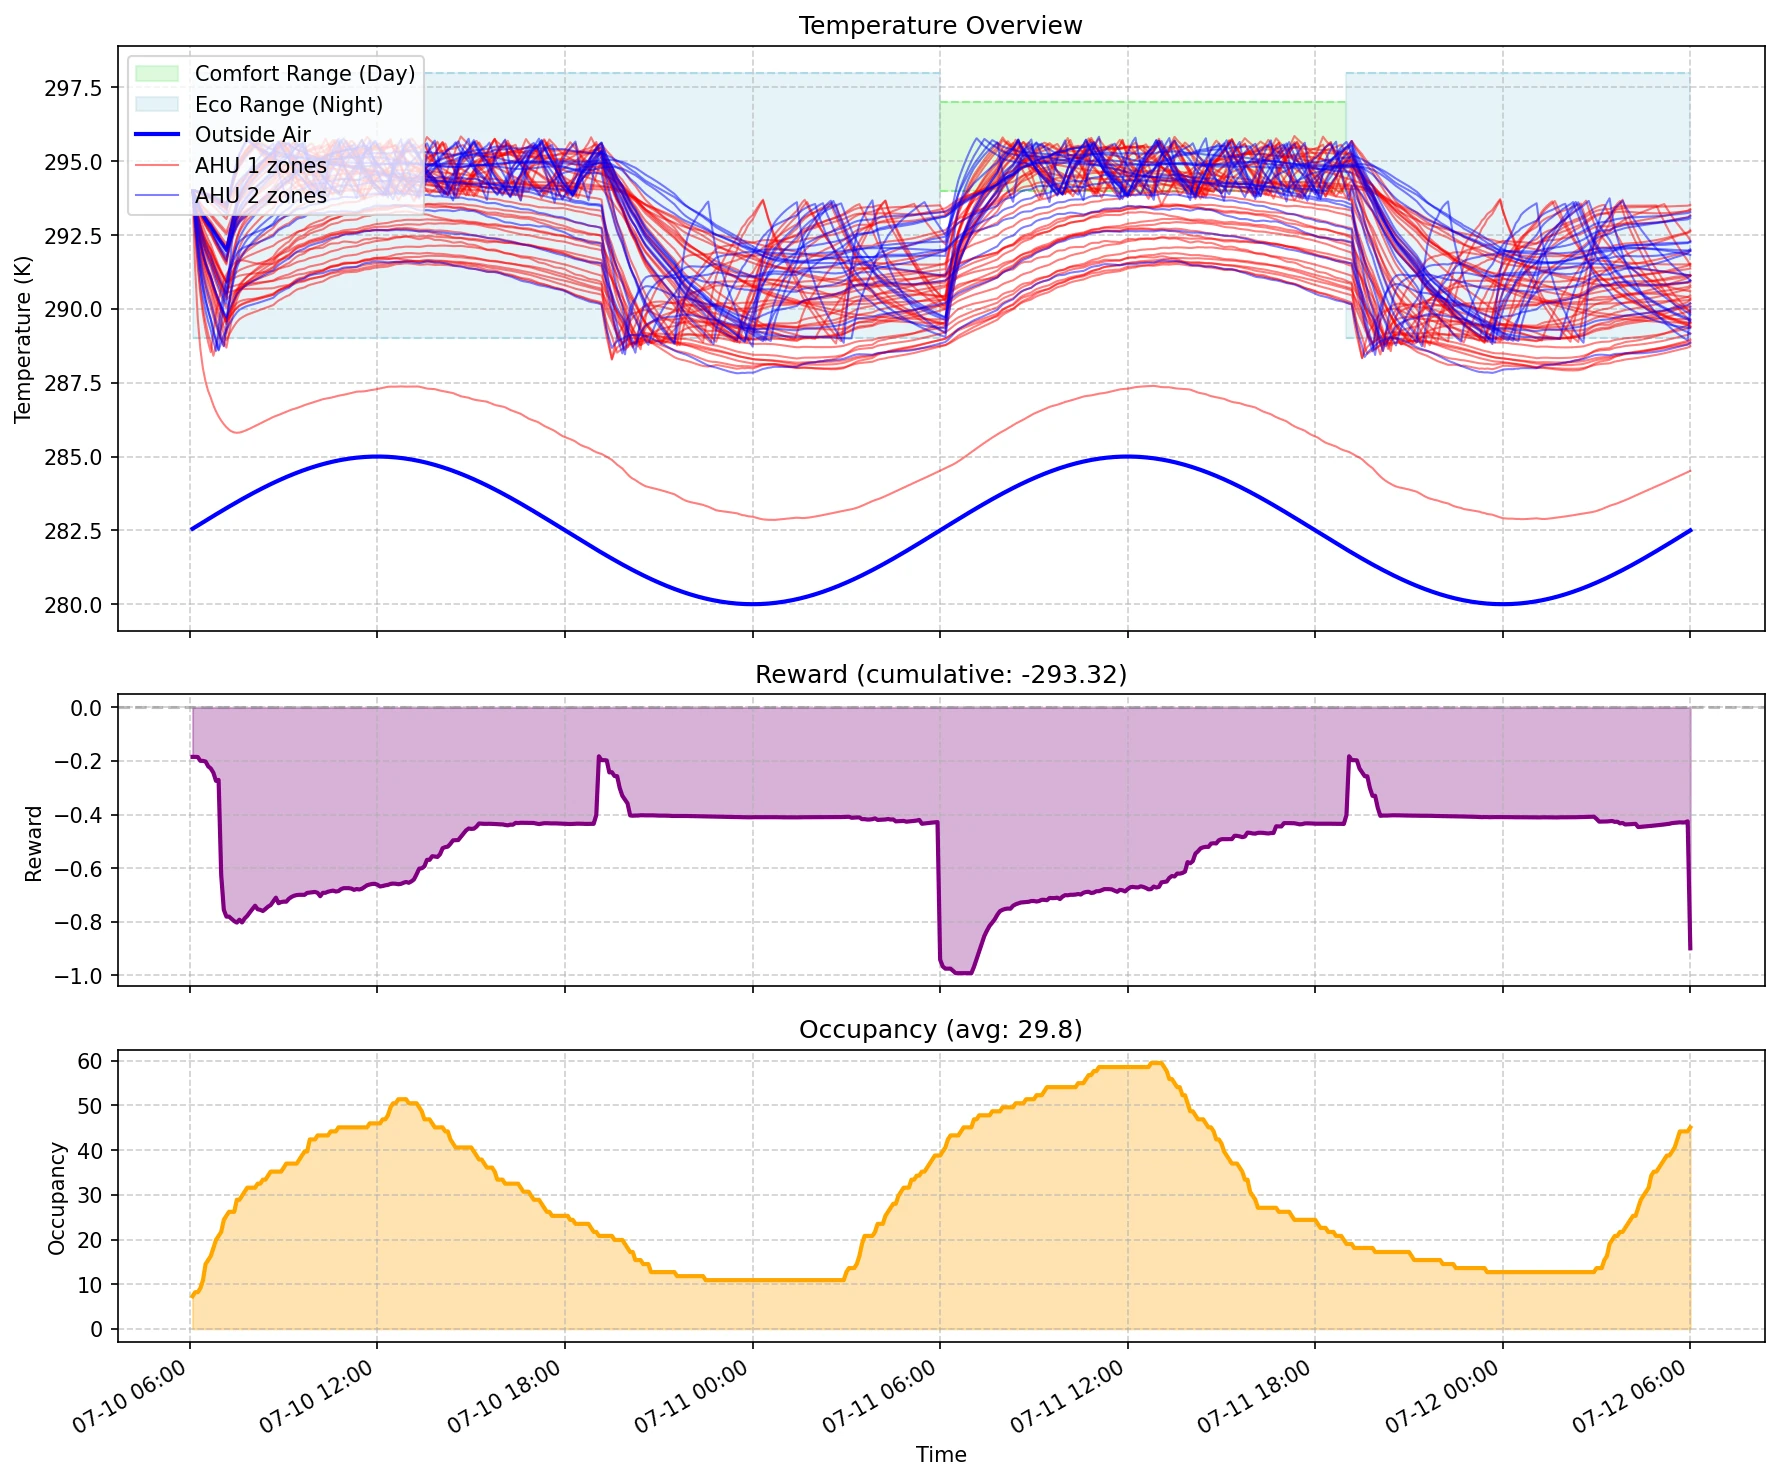 Temperature Overview
Comfort Range (Day)
Eco Range (Night)
Outside Air
AHU 1 zones
AHU 2 zones
Temperature (K)
297.5
295.0
292.5
290.0
287.5
285.0
282.5
280.0
Reward (cumulative: -293.32)
Reward
0.0
−0.2
−0.4
−0.6
−0.8
−1.0
Occupancy (avg: 29.8)
Occupancy
60
50
40
30
20
10
0
07-10 06:00
07-10 12:00
07-10 18:00
07-11 00:00
07-11 06:00
07-11 12:00
07-11 18:00
07-12 00:00
07-12 06:00
Time